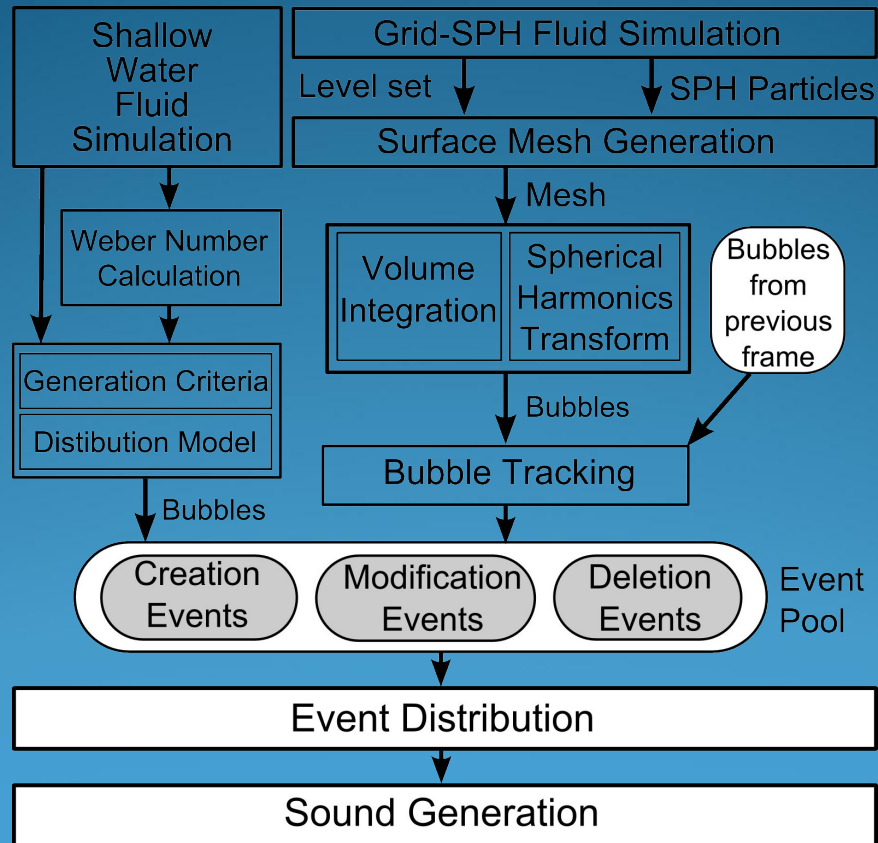 Shallow
Water
Fluid
Simulation
Grid-SPH Fluid Simulation
Level set
SPH Particles
Surface Mesh Generation
Mesh
Weber Number
Calculation
Volume
Integration
Spherical
Harmonics
Transform
Bubbles
from
previous
frame
Generation Criteria
Distibution Model
Bubbles
Bubble Tracking
Bubbles
Creation
Events
Modification
Events
Deletion
Events
Event
Pool
Event Distribution
Sound Generation